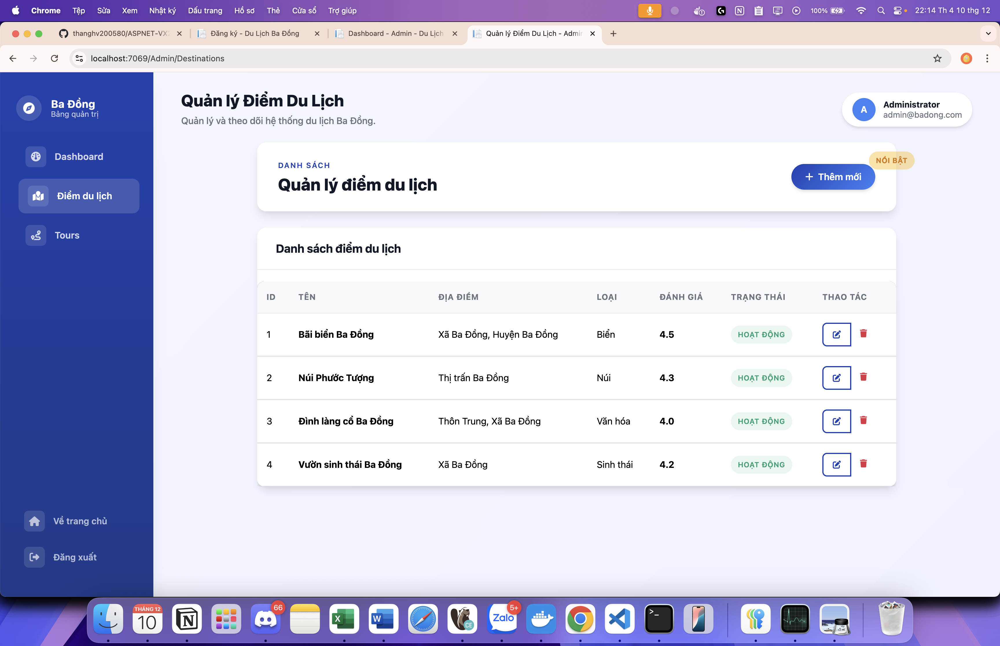 Chrome Tệp Sửa Xem Nhật ký Dấu trang Hồ sơ Thẻ Cửa sổ Trợ giúp 100% 22:14 Th 4 10 thg 12
thanghv200580/ASPNET-VX Đăng ký - Du Lịch Ba Đồng Dashboard - Admin - Du Lịch Quản lý Điểm Du Lịch - Admin
localhost:7069/Admin/Destinations
Ba Đồng
Bảng quản trị
Dashboard
Điểm du lịch
Tours
Về trang chủ
Đăng xuất
Quản lý Điểm Du Lịch
Quản lý và theo dõi hệ thống du lịch Ba Đồng.
A
Administrator
admin@badong.com
DANH SÁCH
Quản lý điểm du lịch
Thêm mới
NỔI BẬT
Danh sách điểm du lịch
ID TÊN ĐỊA ĐIỂM LOẠI ĐÁNH GIÁ TRẠNG THÁI THAO TÁC
1 Bãi biển Ba Đồng Xã Ba Đồng, Huyện Ba Đồng Biển 4.5 HOẠT ĐỘNG
2 Núi Phước Tượng Thị trấn Ba Đồng Núi 4.3 HOẠT ĐỘNG
3 Đình làng cổ Ba Đồng Thôn Trung, Xã Ba Đồng Văn hóa 4.0 HOẠT ĐỘNG
4 Vườn sinh thái Ba Đồng Xã Ba Đồng Sinh thái 4.2 HOẠT ĐỘNG
THÁNG 12
10
66
X
W
CE
Zalo
5+
>_